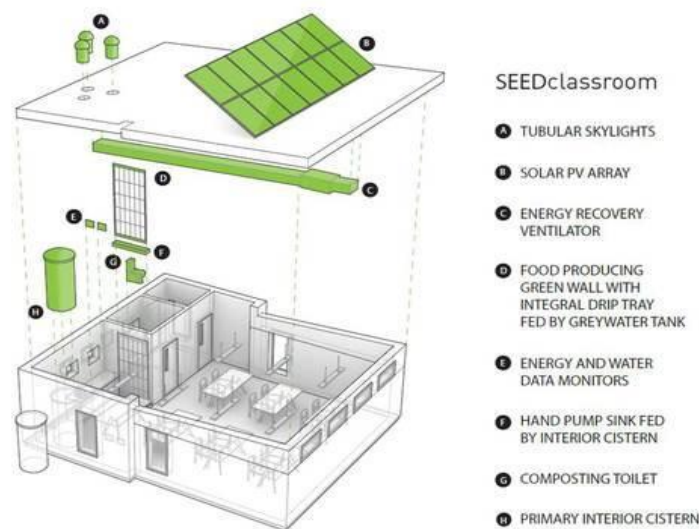 A
B
C
D
E
F
G
H
SEEDclassroom
A TUBULAR SKYLIGHTS
B SOLAR PV ARRAY
C ENERGY RECOVERY
VENTILATOR
D FOOD PRODUCING
GREEN WALL WITH
INTEGRAL DRIP TRAY
FED BY GREYWATER TANK
E ENERGY AND WATER
DATA MONITORS
F HAND PUMP SINK FED
BY INTERIOR CISTERN
G COMPOSTING TOILET
H PRIMARY INTERIOR CISTERN